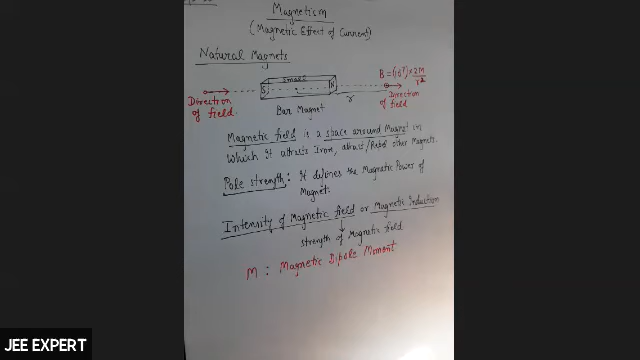 Magnetism
(Magnetic Effect of Current)
Natural Magnets
small
S
N
B = (10⁻⁷) × 2M/r²
r
Direction
of field.
Bar Magnet
Direction
of field
Magnetic field is a space around Magnet in
which it attracts Iron, attract/Repel other Magnets.
Pole strength: It defines the Magnetic Power of
Magnet.
Intensity of Magnetic field or Magnetic Induction
strength of Magnetic field
M : Magnetic Dipole Moment
JEE EXPERT